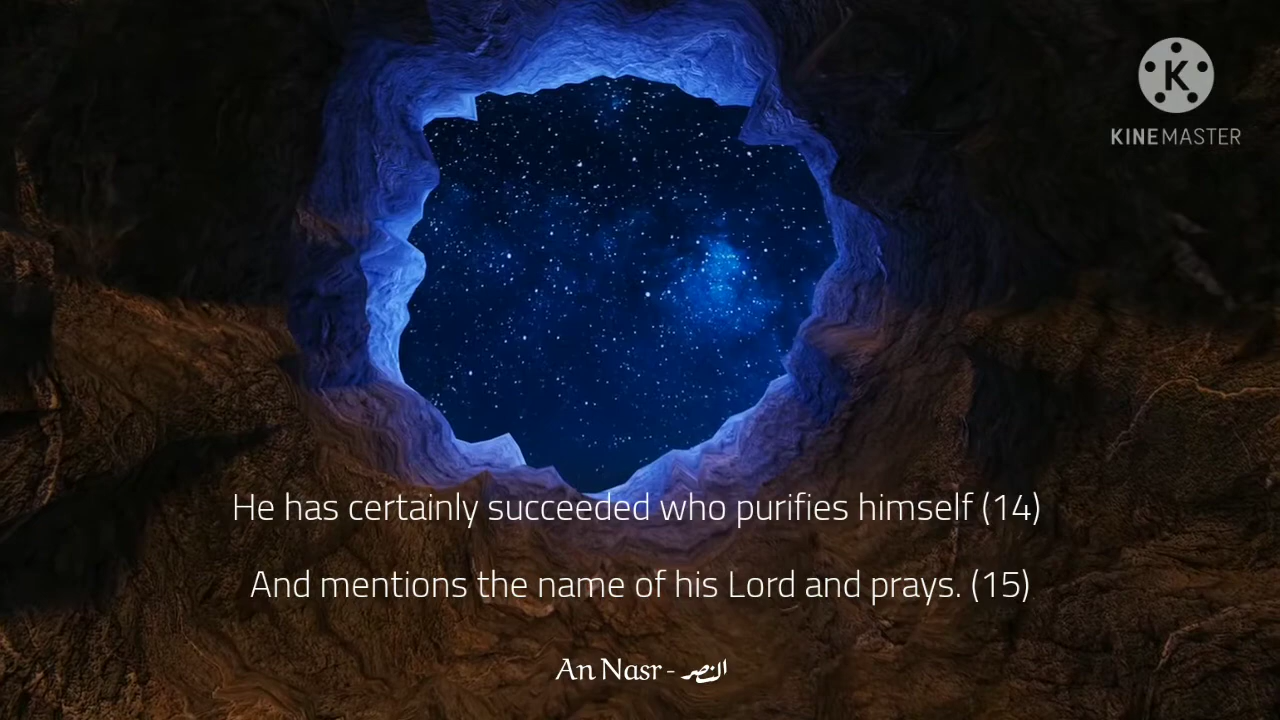 K
KINEMASTER
He has certainly succeeded who purifies himself (14)
And mentions the name of his Lord and prays. (15)
An Nasr - النصر